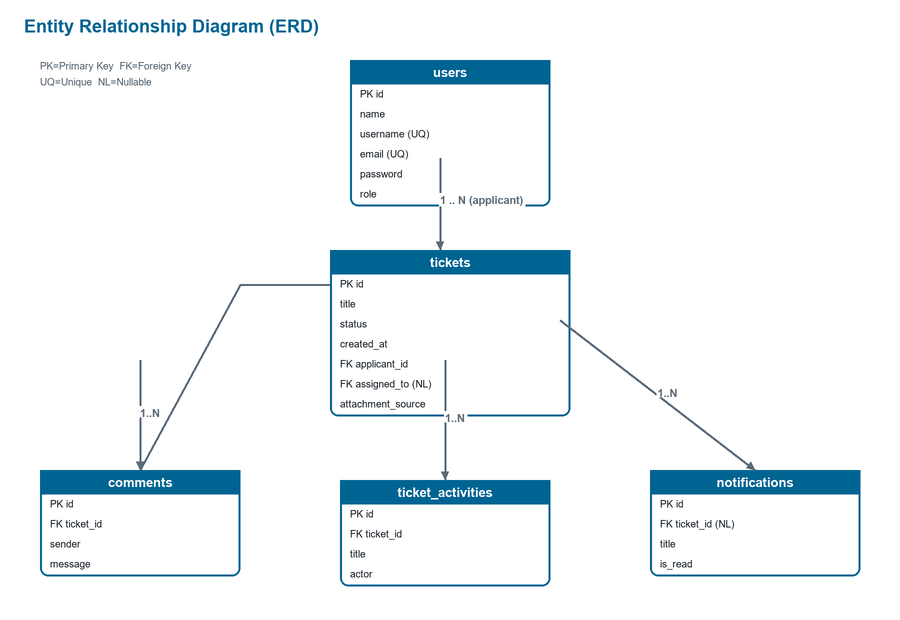 Entity Relationship Diagram (ERD)
PK=Primary Key  FK=Foreign Key
UQ=Unique  NL=Nullable
users
PK id
name
username (UQ)
email (UQ)
password
role
1 .. N (applicant)
tickets
PK id
title
status
created_at
FK applicant_id
FK assigned_to (NL)
attachment_source
1..N
1..N
1..N
comments
PK id
FK ticket_id
sender
message
ticket_activities
PK id
FK ticket_id
title
actor
notifications
PK id
FK ticket_id (NL)
title
is_read